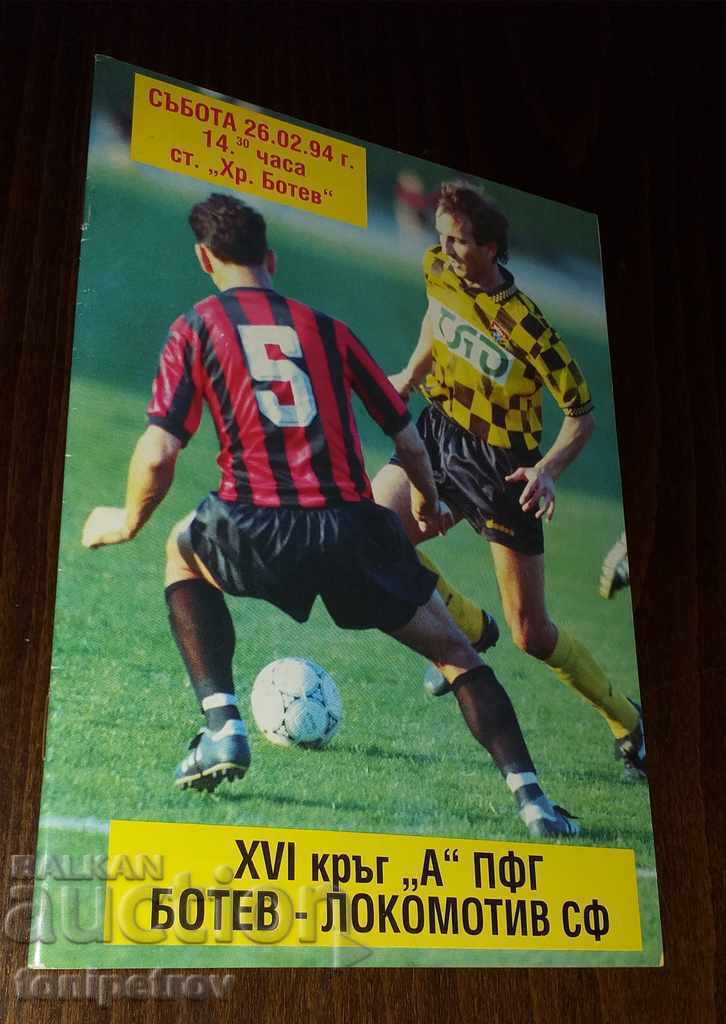 СЪБОТА 26.02.94 г.
14.30 часа
ст. „Хр. Ботев“
5
XVI кръг „А“ ПФГ
БОТЕВ - ЛОКОМОТИВ СФ
BALKAN
auction
tonipetrov